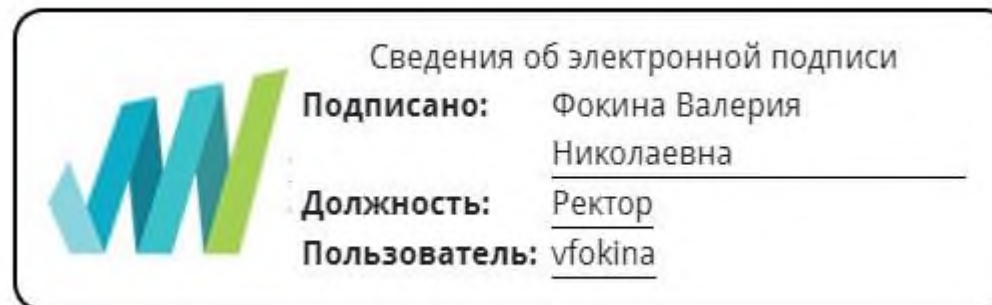 Сведения об электронной подписи
Подписано: Фокина Валерия
Николаевна
Должность: Ректор
Пользователь: vfokina